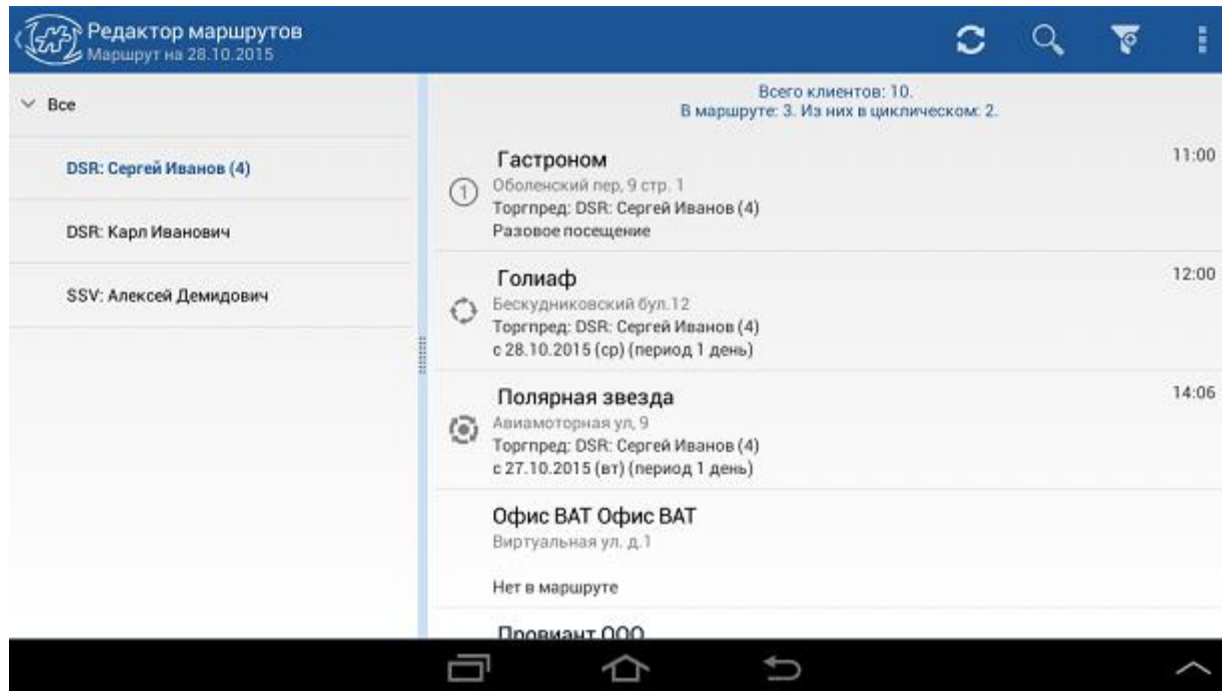 Редактор маршрутов
Маршрут на 28.10.2015
Все
DSR: Сергей Иванов (4)
DSR: Карл Иванович
SSV: Алексей Демидович
Всего клиентов: 10.
В маршруте: 3. Из них в циклическом: 2.
Гастроном
11:00
Оболенский пер, 9 стр. 1
1
Торгпред: DSR: Сергей Иванов (4)
Разовое посещение
Голиаф
12:00
Бескудниковский бул.12
Торгпред: DSR: Сергей Иванов (4)
с 28.10.2015 (ср) (период 1 день)
Полярная звезда
14:06
Авиамоторная ул, 9
Торгпред: DSR: Сергей Иванов (4)
с 27.10.2015 (вт) (период 1 день)
Офис ВАТ Офис ВАТ
Виртуальная ул. д.1
Нет в маршруте
Провиант ООО